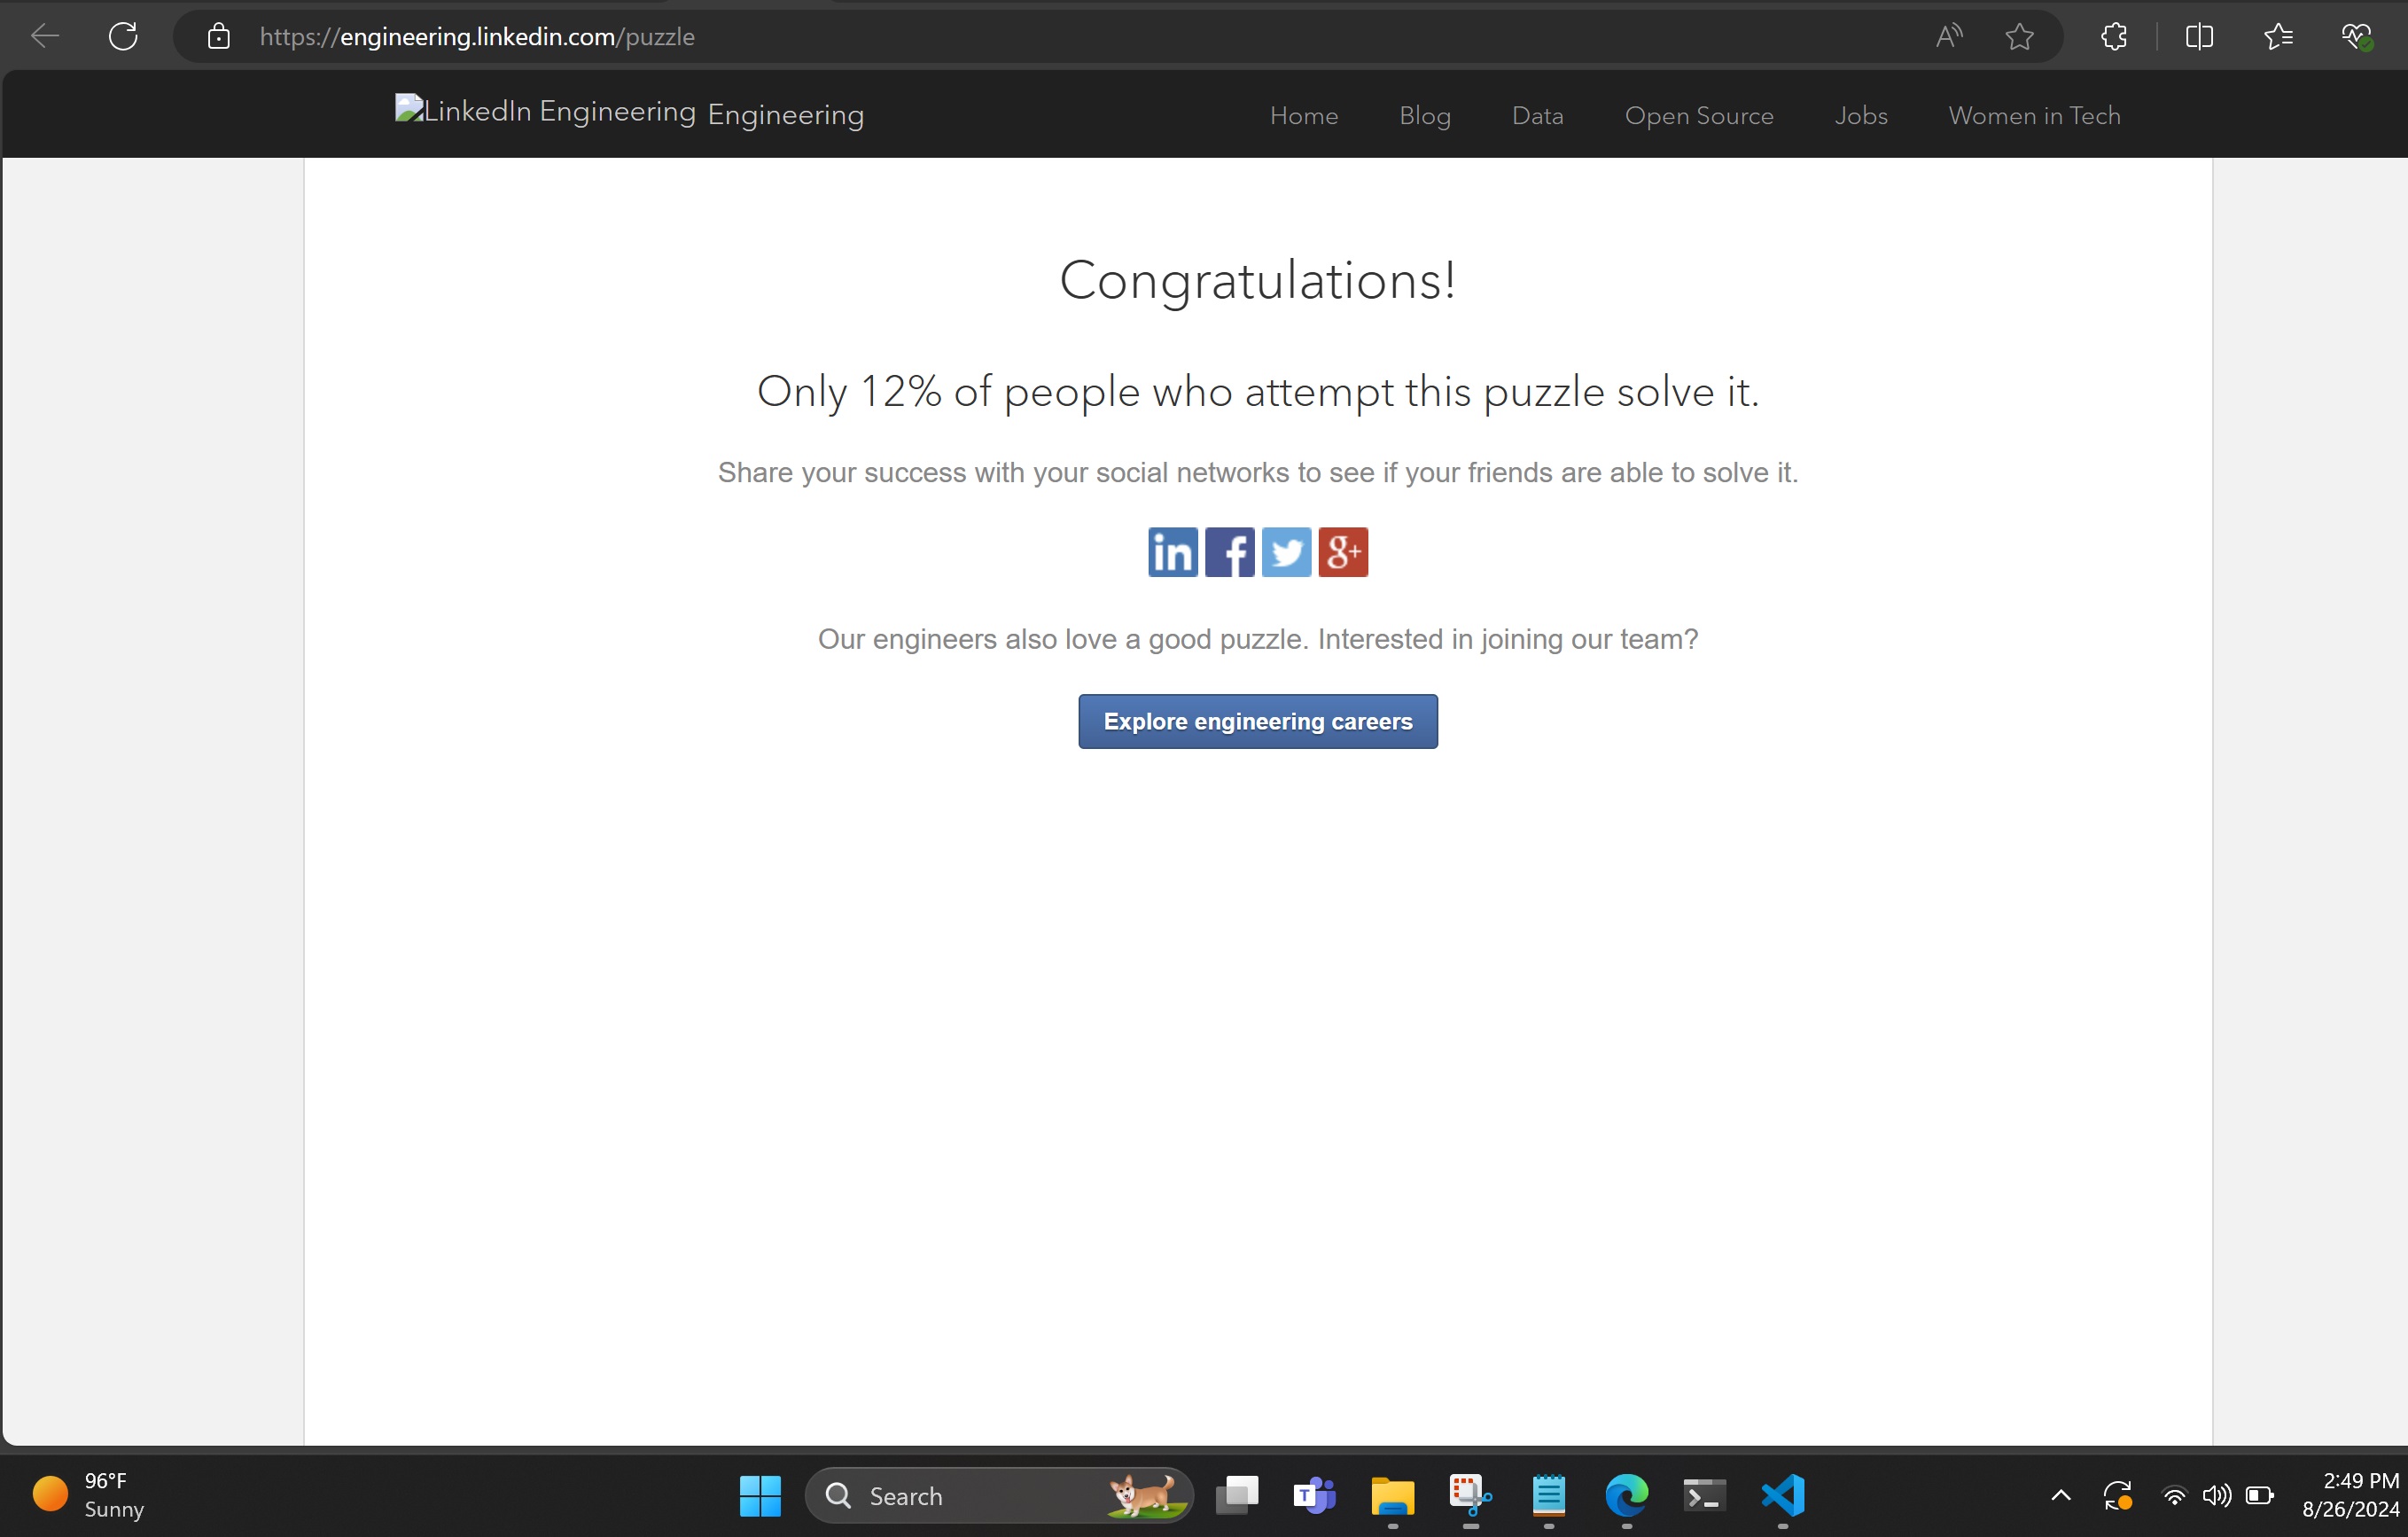 https://engineering.linkedin.com/puzzle
LinkedIn Engineering Engineering
Home Blog Data Open Source Jobs Women in Tech
Congratulations!
Only 12% of people who attempt this puzzle solve it.
Share your success with your social networks to see if your friends are able to solve it.
in f g+
Our engineers also love a good puzzle. Interested in joining our team?
Explore engineering careers
96°F
Sunny
Search
T
2:49 PM
8/26/2024